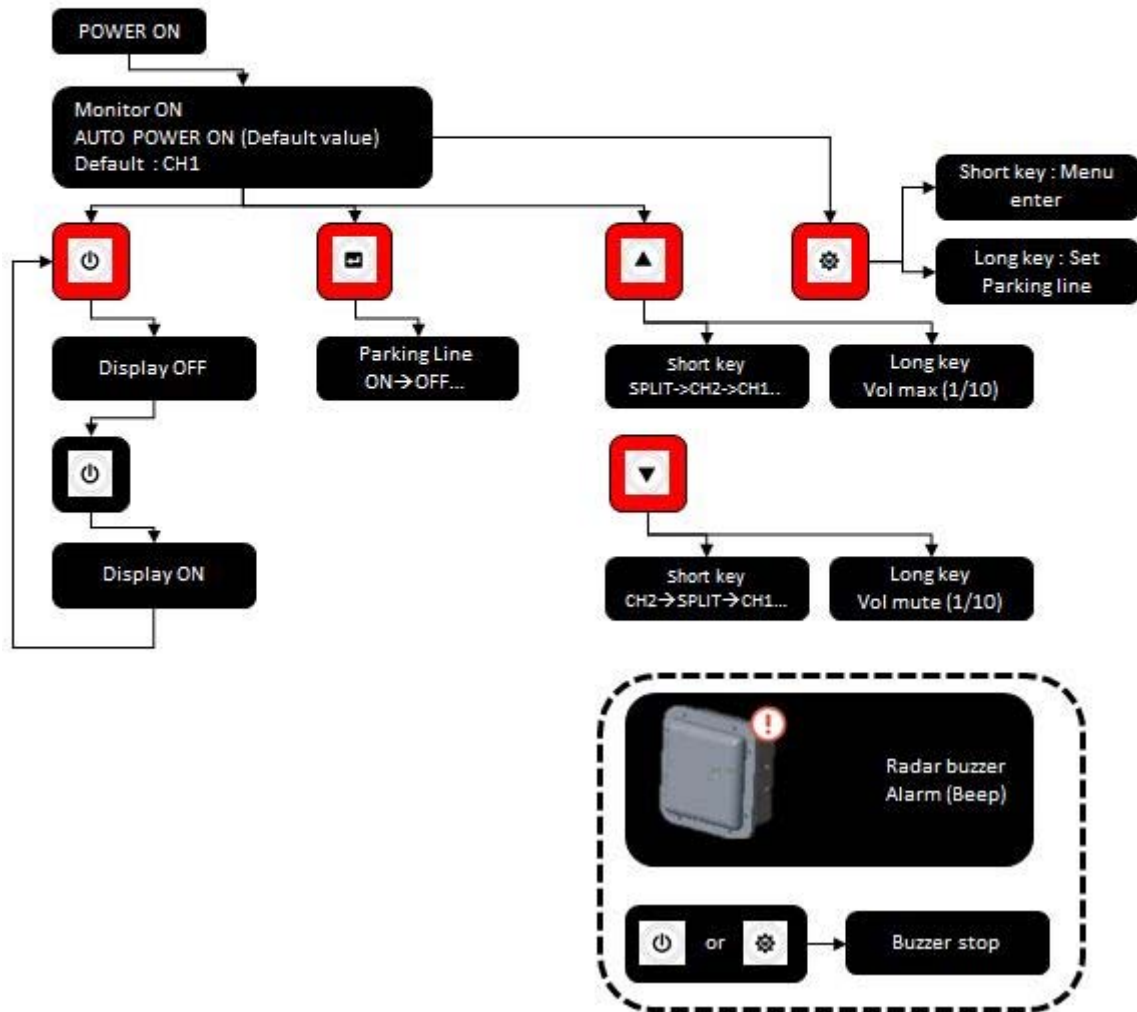 POWER ON
Monitor ON
AUTO POWER ON (Default value)
Default : CH1
Short key : Menu
enter
Long key : Set
Parking line
Display OFF
Parking Line
ON→OFF...
Short key
SPLIT->CH2->CH1..
Long key
Vol max (1/10)
Display ON
Short key
CH2→SPLIT→CH1...
Long key
Vol mute (1/10)
Radar buzzer
Alarm (Beep)
or
Buzzer stop